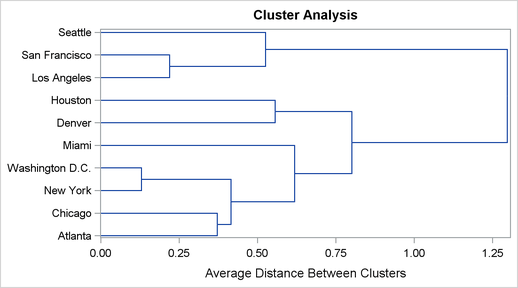 Cluster Analysis
Seattle
San Francisco
Los Angeles
Houston
Denver
Miami
Washington D.C.
New York
Chicago
Atlanta
0.00 0.25 0.50 0.75 1.00 1.25
Average Distance Between Clusters